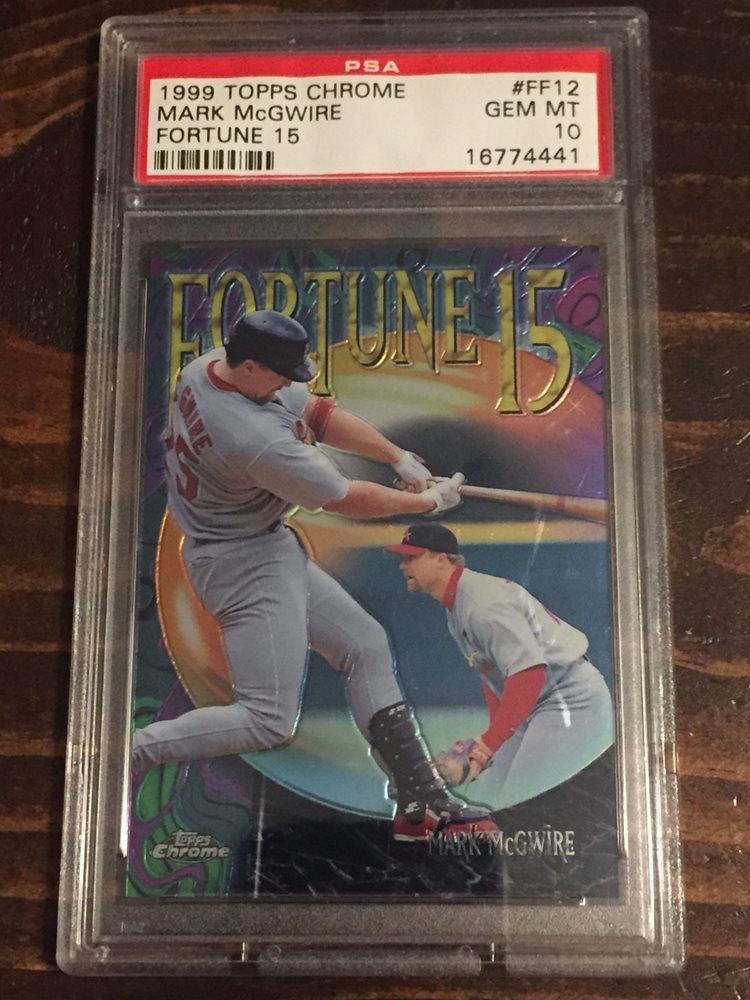 PSA
1999 TOPPS CHROME #FF12
MARK McGWIRE GEM MT
FORTUNE 15 10
16774441
FORTUNE 15
GWIRE
Topps
Chrome
MARK McGWIRE